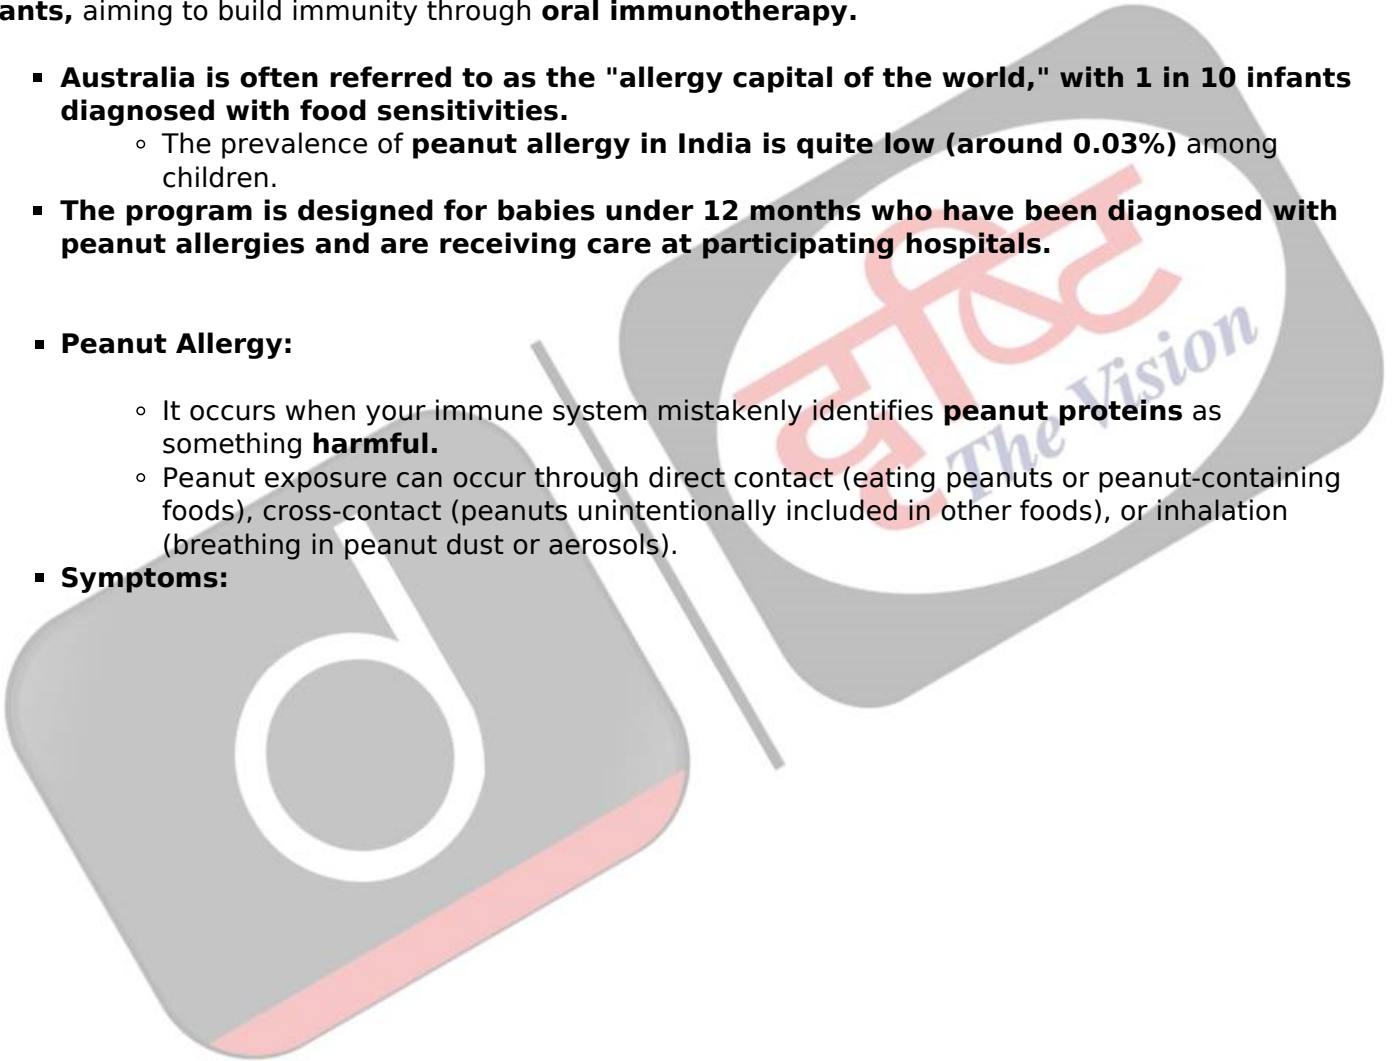 ants, aiming to build immunity through oral immunotherapy.
Australia is often referred to as the "allergy capital of the world," with 1 in 10 infants
diagnosed with food sensitivities.
The prevalence of peanut allergy in India is quite low (around 0.03%) among
children.
The program is designed for babies under 12 months who have been diagnosed with
peanut allergies and are receiving care at participating hospitals.
Peanut Allergy:
It occurs when your immune system mistakenly identifies peanut proteins as
something harmful.
Peanut exposure can occur through direct contact (eating peanuts or peanut-containing
foods), cross-contact (peanuts unintentionally included in other foods), or inhalation
(breathing in peanut dust or aerosols).
Symptoms:
d
दृष्टि
The Vision